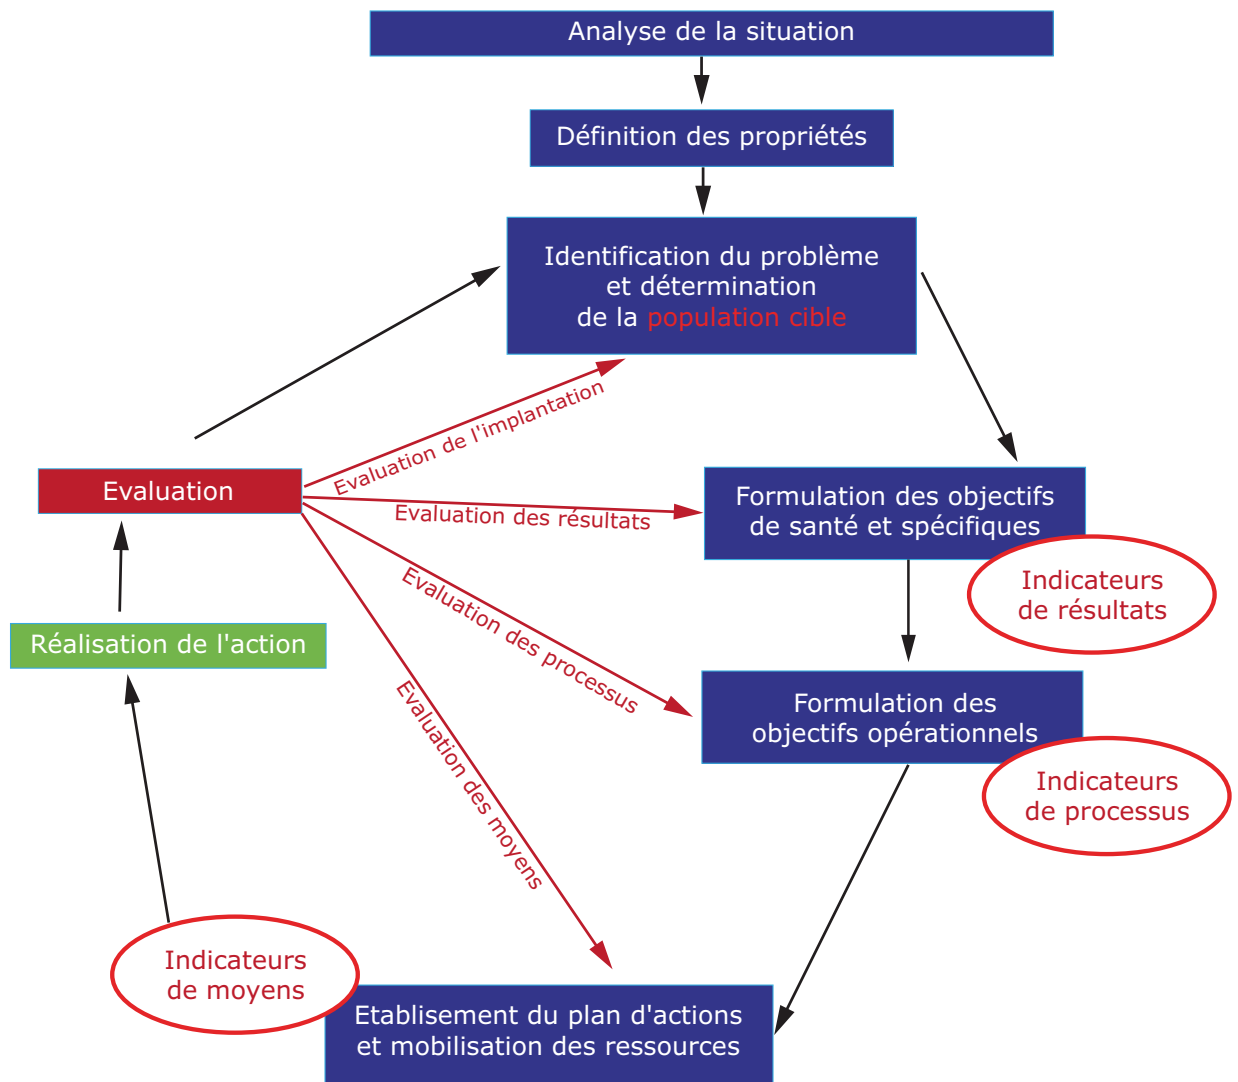 Analyse de la situation
Définition des propriétés
Identification du problème
et détermination
de la population cible
Evaluation de l'implantation
Evaluation
Evaluation des résultats
Formulation des objectifs
de santé et spécifiques
Indicateurs
de résultats
Evaluation des processus
Réalisation de l'action
Evaluation des moyens
Formulation des
objectifs opérationnels
Indicateurs
de processus
Indicateurs
de moyens
Etablisement du plan d'actions
et mobilisation des ressources